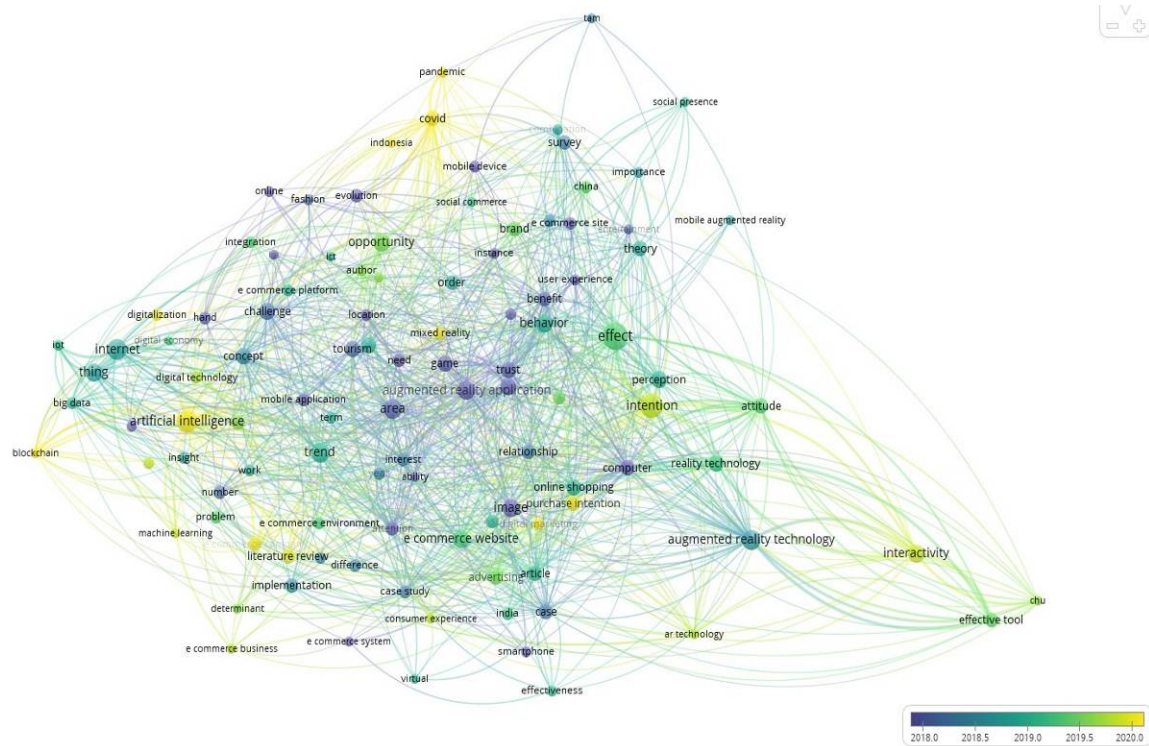 tam
pandemic
social presence
covid
indonesia
survey
mobile device
importance
online
fashion
evolution
social commerce
china
mobile augmented reality
brand
e commerce site
integration
opportunity
theory
ict
instance
author
user experience
e commerce platform
order
benefit
digitalization
hand
challenge
location
behavior
mixed reality
effect
iot
digital economy
internet
concept
tourism
need
game
trust
thing
digital technology
perception
augmented reality application
big data
mobile application
area
intention
attitude
artificial intelligence
term
blockchain
insight
trend
interest
relationship
work
ability
computer
reality technology
number
online shopping
image
purchase intention
problem
e commerce environment
attention
digital marketing
machine learning
e commerce website
augmented reality technology
literature review
interactivity
difference
advertising
article
implementation
case study
determinant
consumer experience
india
case
chu
effective tool
e commerce business
e commerce system
smartphone
ar technology
virtual
effectiveness
2018.0 2018.5 2019.0 2019.5 2020.0